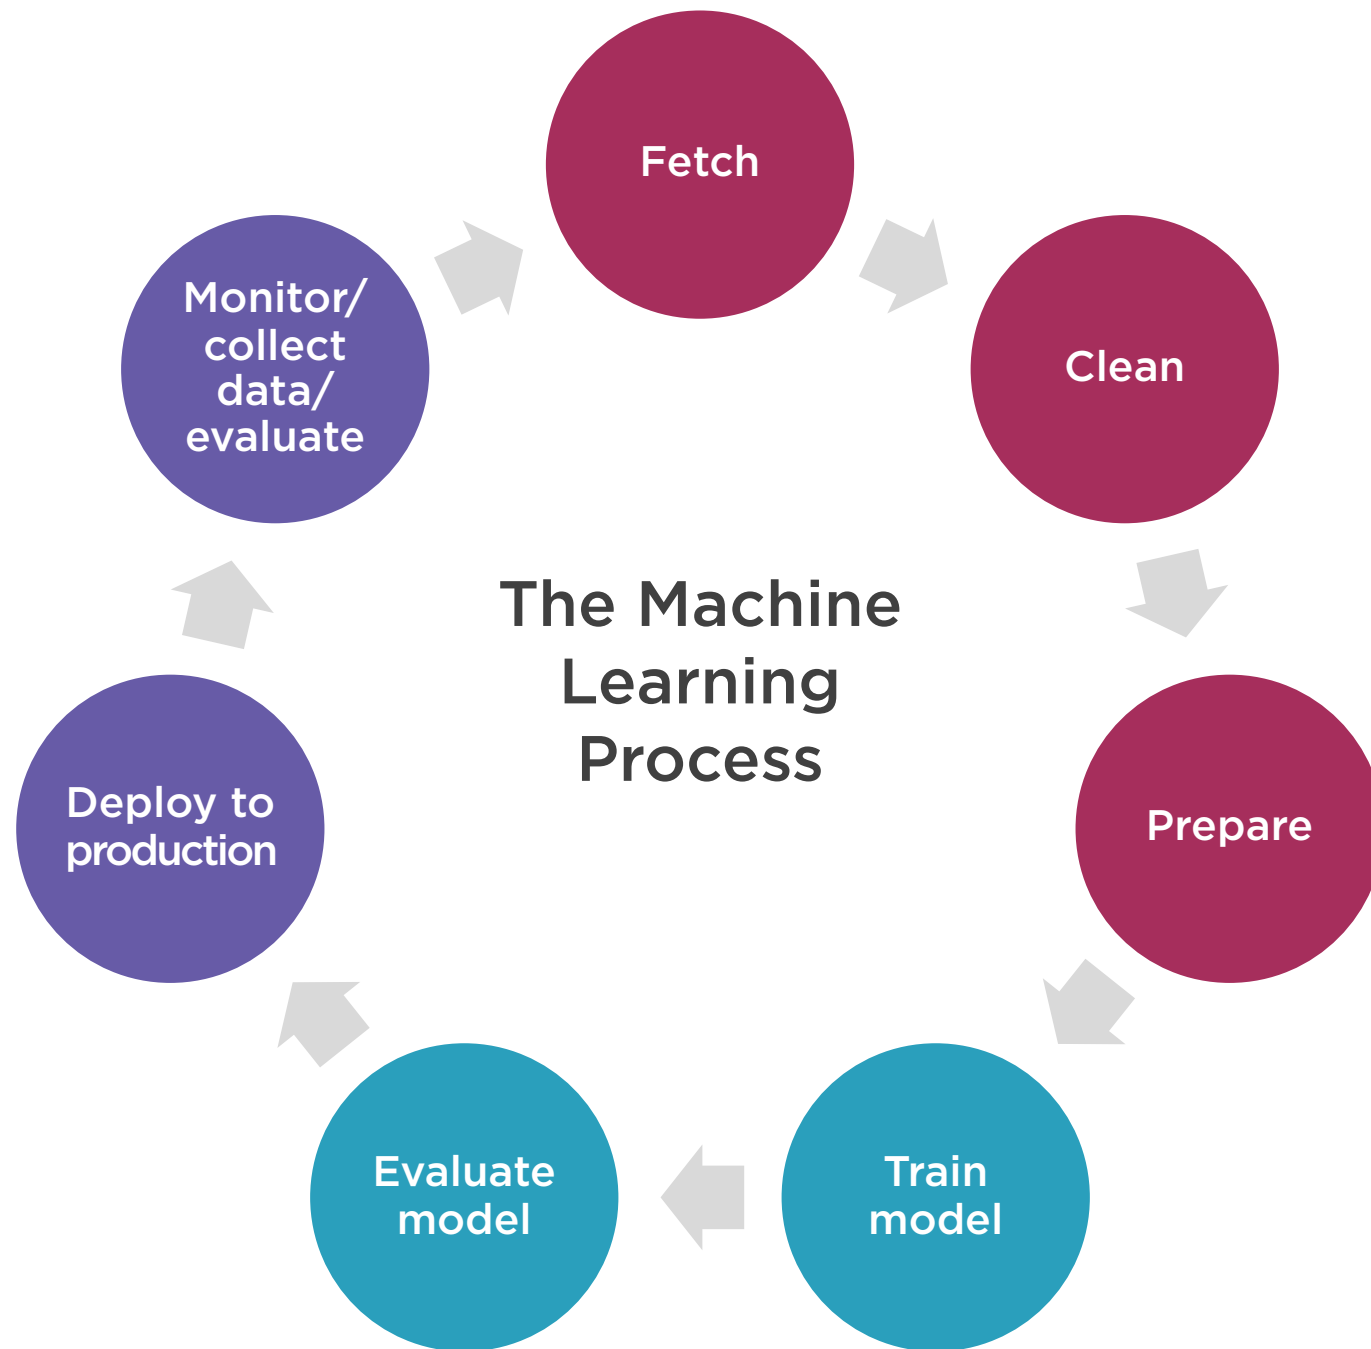 Fetch
Clean
Prepare
Train
model
Evaluate
model
Deploy to
production
Monitor/
collect
data/
evaluate
The Machine
Learning
Process